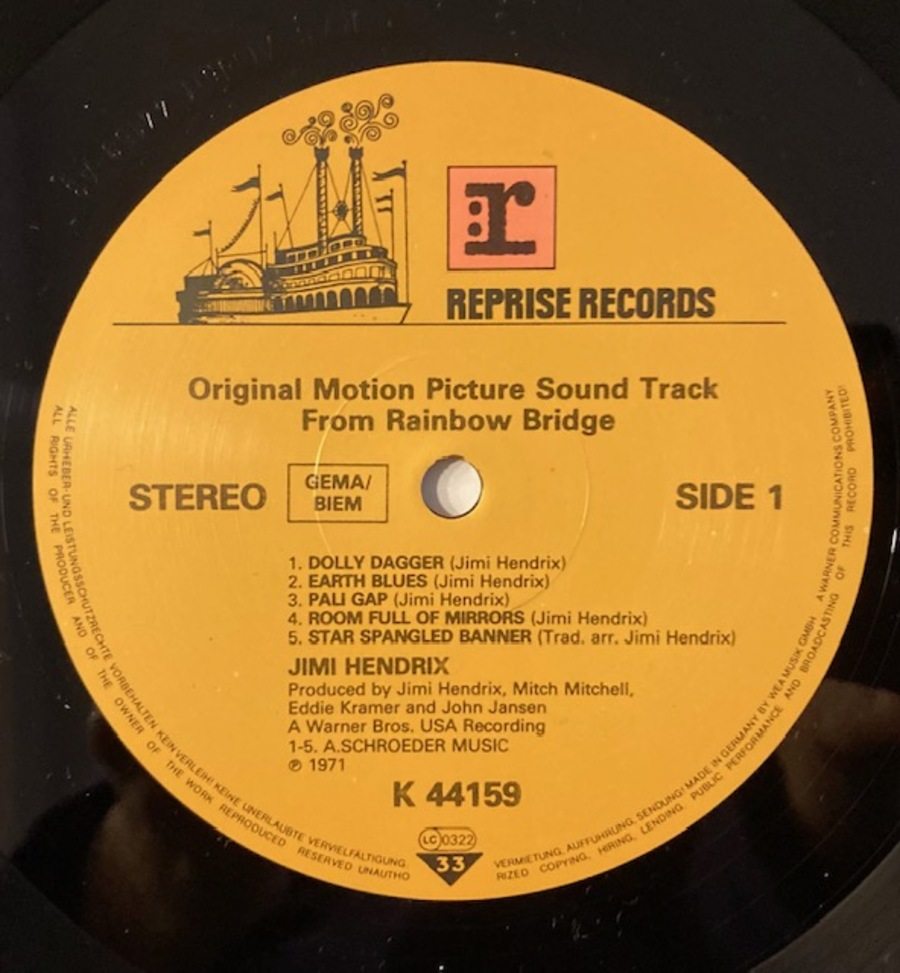 r
REPRISE RECORDS
Original Motion Picture Sound Track
From Rainbow Bridge
STEREO
GEMA/
BIEM
SIDE 1
1. DOLLY DAGGER (Jimi Hendrix)
2. EARTH BLUES (Jimi Hendrix)
3. PALI GAP (Jimi Hendrix)
4. ROOM FULL OF MIRRORS (Jimi Hendrix)
5. STAR SPANGLED BANNER (Trad. arr. Jimi Hendrix)
JIMI HENDRIX
Produced by Jimi Hendrix, Mitch Mitchell,
Eddie Kramer and John Jansen
A Warner Bros. USA Recording
1-5. A.SCHROEDER MUSIC
℗ 1971
K 44159
LC 0322
33
ALLE URHEBER- UND LEISTUNGSSCHUTZRECHTE VORBEHALTEN. KEIN VERLEIH! KEINE UNERLAUBTE VERVIELFÄLTIGUNG, VERMIETUNG, AUFFÜHRUNG, SENDUNG! MADE IN GERMANY BY WEA MUSIK GMBH A WARNER COMMUNICATIONS COMPANY
ALL RIGHTS OF THE PRODUCER AND OF THE OWNER OF THE WORK REPRODUCED RESERVED UNAUTHORIZED COPYING, HIRING, LENDING, PUBLIC PERFORMANCE AND BROADCASTING OF THIS RECORD PROHIBITED!